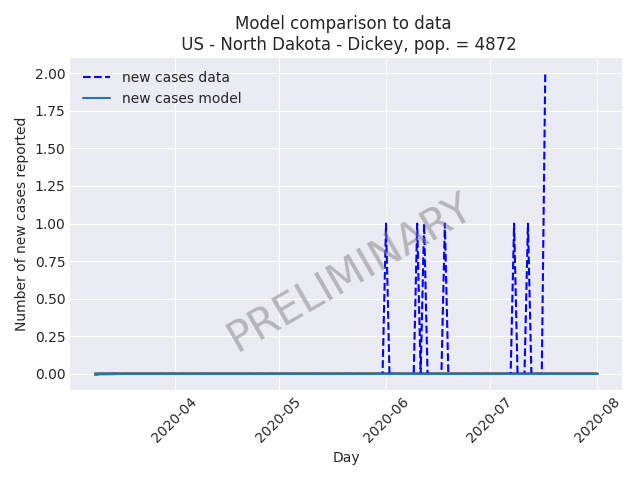 Model comparison to data
US - North Dakota - Dickey, pop. = 4872
new cases data
new cases model
Number of new cases reported
2.00
1.75
1.50
1.25
1.00
0.75
0.50
0.25
0.00
PRELIMINARY
2020-04
2020-05
2020-06
2020-07
2020-08
Day